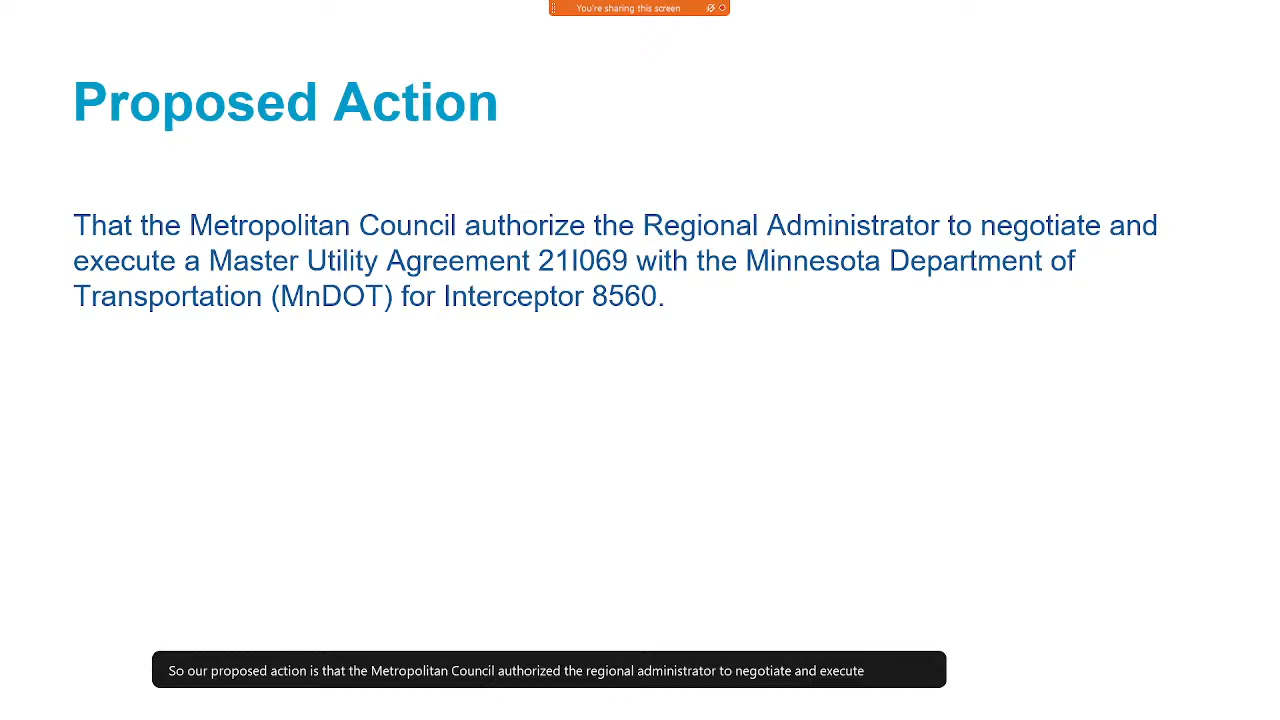 You're sharing this screen
Proposed Action
That the Metropolitan Council authorize the Regional Administrator to negotiate and
execute a Master Utility Agreement 21I069 with the Minnesota Department of
Transportation (MnDOT) for Interceptor 8560.
So our proposed action is that the Metropolitan Council authorized the regional administrator to negotiate and execute